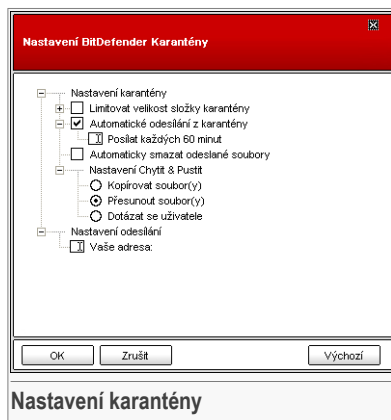 Nastavení BitDefender Karantény
Nastavení karantény
Limitovat velikost složky karantény
Automatické odesílání z karantény
Posílat každých 60 minut
Automaticky smazat odeslané soubory
Nastavení Chytit & Pustit
Kopírovat soubor(y)
Přesunout soubor(y)
Dotázat se uživatele
Nastavení odesílání
Vaše adresa:
OK Zrušit Výchozí
Nastavení karantény